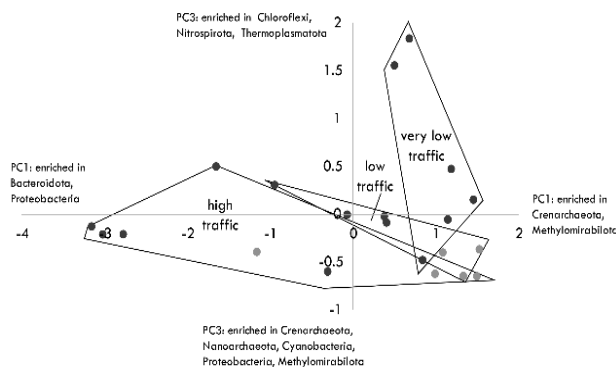 PC3: enriched in Chloroflexi,
Nitrospirota, Thermoplasmatota
2
1.5
1
0.5
0
-0.5
-1
very low
traffic
low
traffic
high
traffic
PC1: enriched in
Bacteroidota,
Proteobacteria
-4
-3
-2
-1
0
1
2
PC1: enriched in
Crenarchaeota,
Methylomirabilota
PC3: enriched in Crenarchaeota,
Nanoarchaeota, Cyanobacteria,
Proteobacteria, Methylomirabilota